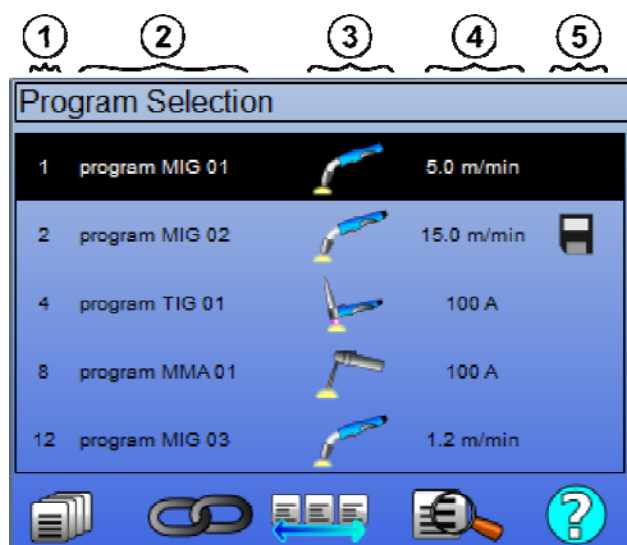 1 2 3 4 5
Program Selection
1 program MIG 01 5.0 m/min
2 program MIG 02 15.0 m/min
4 program TIG 01 100 A
8 program MMA 01 100 A
12 program MIG 03 1.2 m/min
?